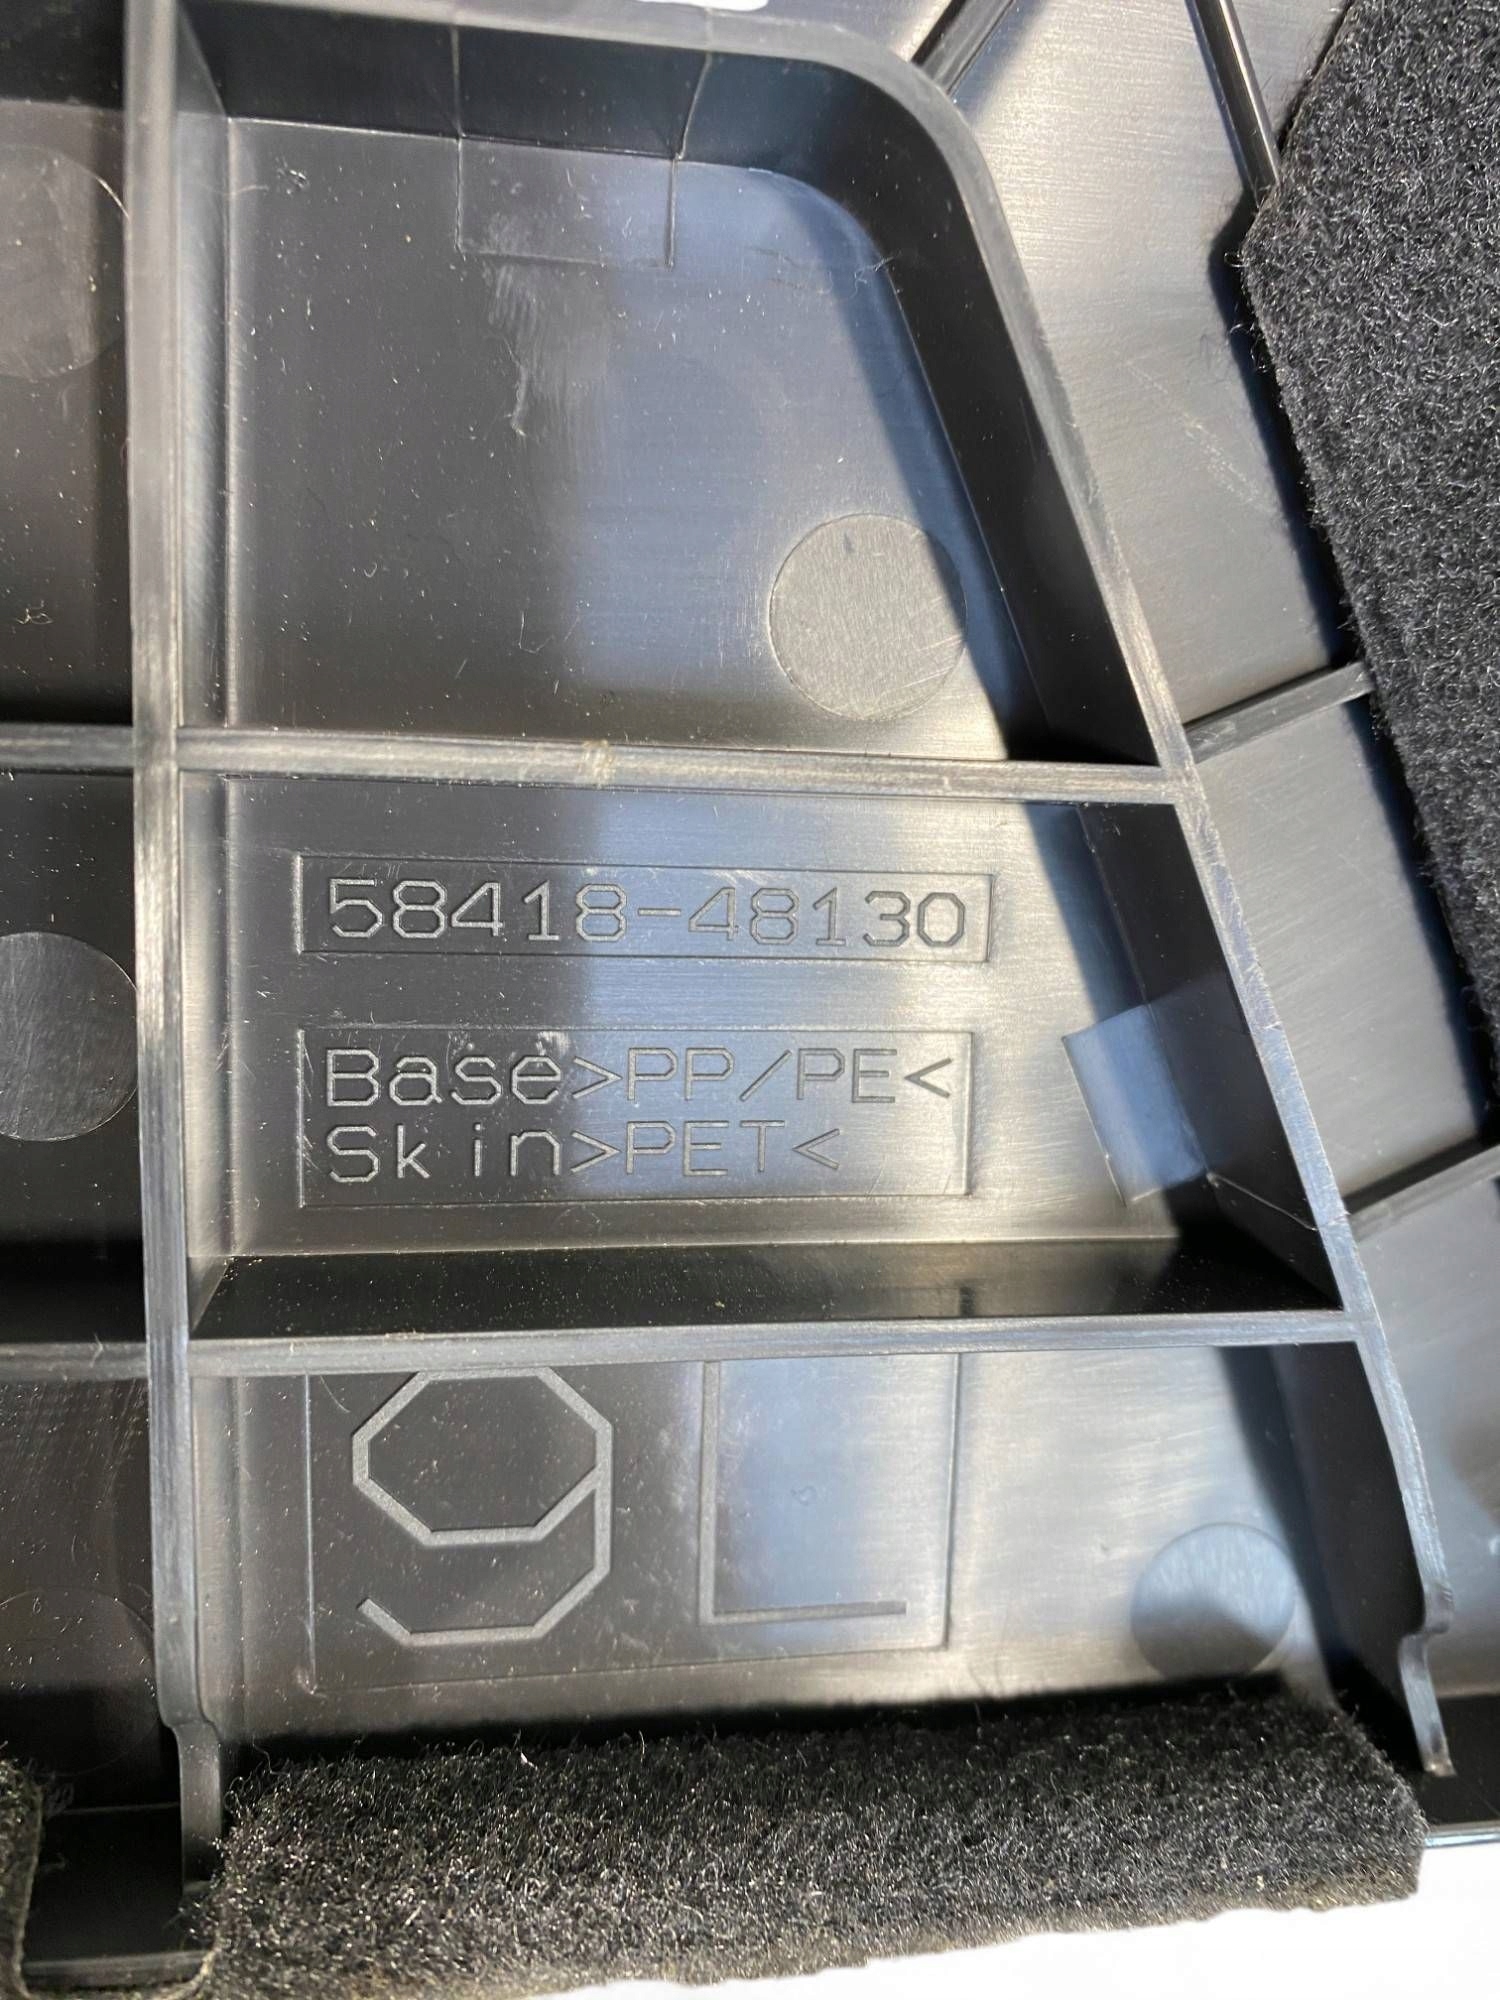 58418-48130
Base>PP/PE<
Skin>PET<
9L